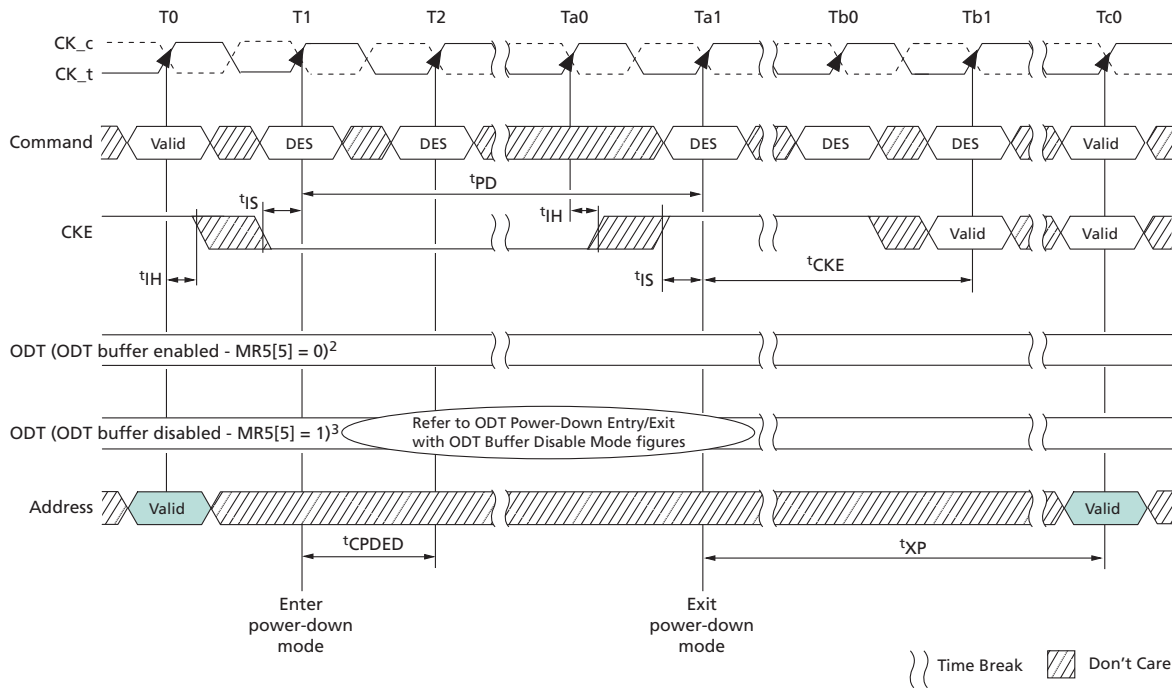 T0 T1 T2 Ta0 Ta1 Tb0 Tb1 Tc0
CK_c
CK_t
Command Valid DES DES DES DES DES Valid
tPD
tIS
tIH
CKE Valid Valid
tIH
tIS
tCKE
ODT (ODT buffer enabled - MR5[5] = 0)2
ODT (ODT buffer disabled - MR5[5] = 1)3
Refer to ODT Power-Down Entry/Exit
with ODT Buffer Disable Mode figures
Address Valid Valid
tCPDED
tXP
Enter
power-down
mode
Exit
power-down
mode
Time Break
Don't Care